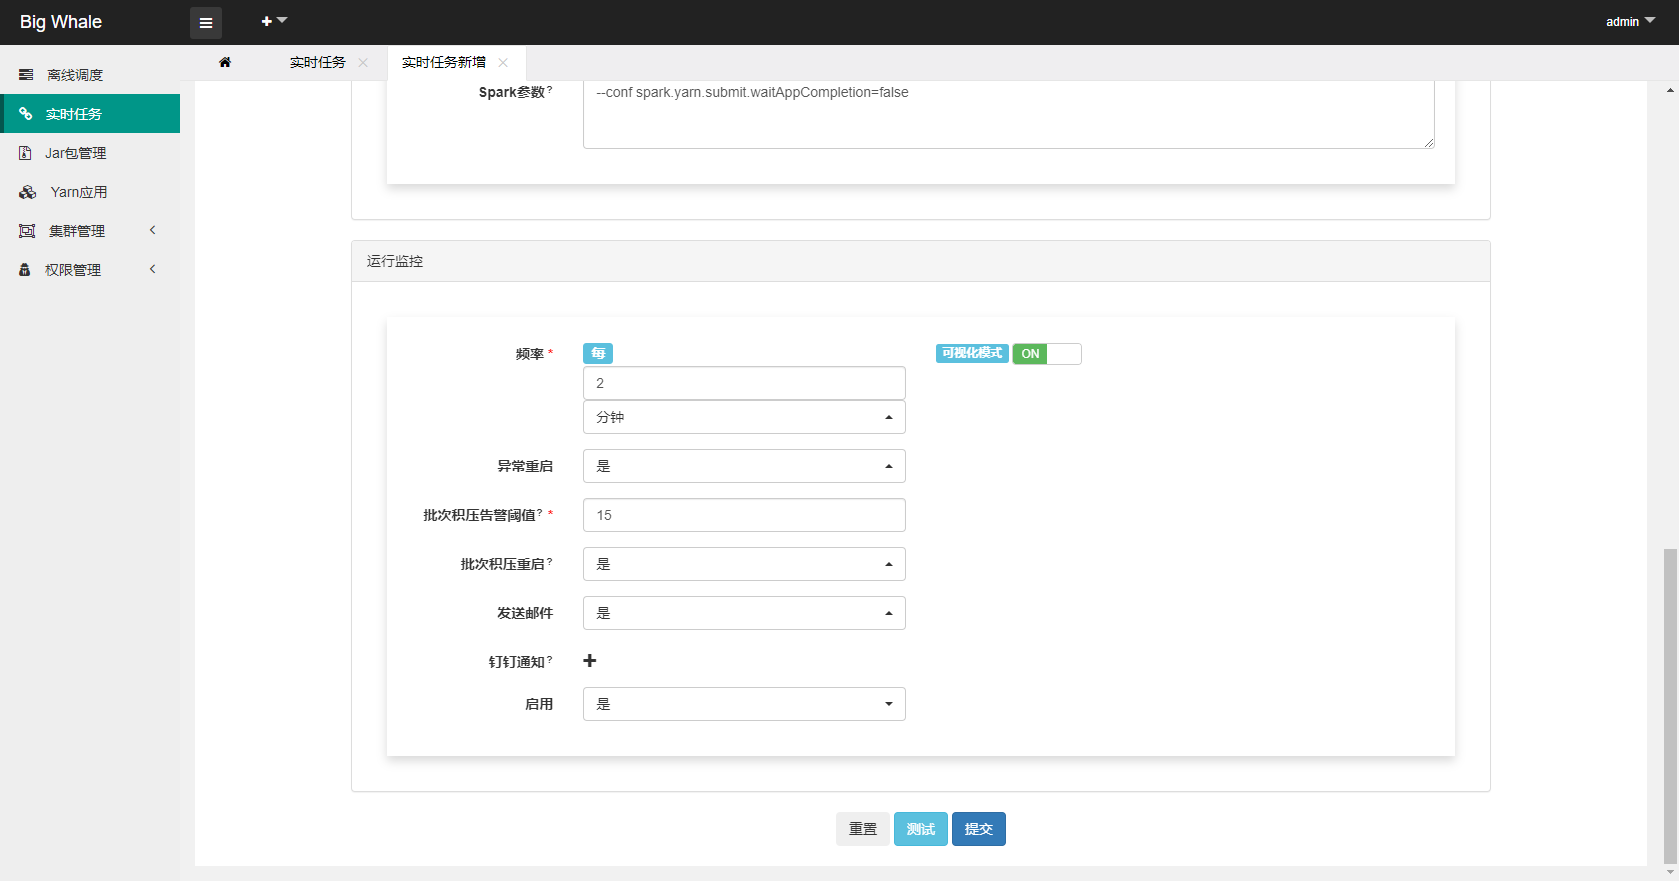 Big Whale
admin
离线调度
实时任务
Jar包管理
Yarn应用
集群管理
权限管理
实时任务
实时任务新增
Spark参数?
--conf spark.yarn.submit.waitAppCompletion=false
运行监控
频率 *
每
可视化模式
ON
2
分钟
异常重启
是
批次积压告警阈值? *
15
批次积压重启?
是
发送邮件
是
钉钉通知?
启用
是
重置
测试
提交